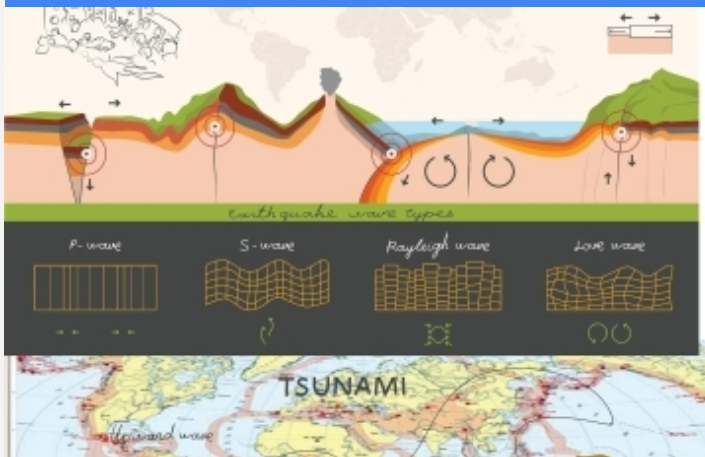 Earthquake wave types
P-wave
S-wave
Rayleigh wave
Love wave
TSUNAMI
Upward wave